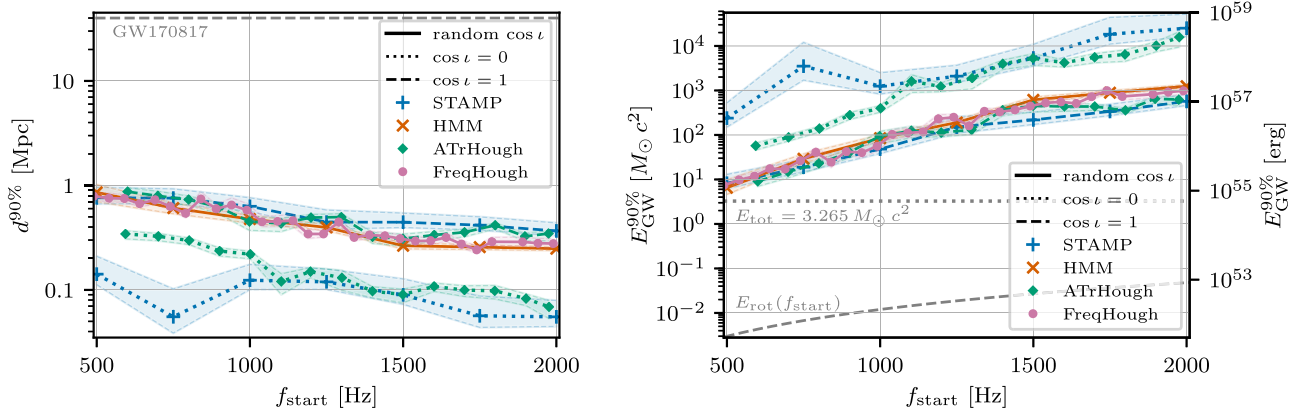 GW170817
random cos ι
cos ι = 0
cos ι = 1
STAMP
HMM
ATrHough
FreqHough
10
1
0.1
d^90% [Mpc]
500
1000
1500
2000
f_start [Hz]
10^4
10^3
10^2
10^1
10^0
10^−1
10^−2
E_GW^90% [M_⊙ c^2]
E_tot = 3.265 M_⊙ c^2
E_rot(f_start)
random cos ι
cos ι = 0
cos ι = 1
STAMP
HMM
ATrHough
FreqHough
10^59
10^57
10^55
10^53
E_GW^90% [erg]
500
1000
1500
2000
f_start [Hz]